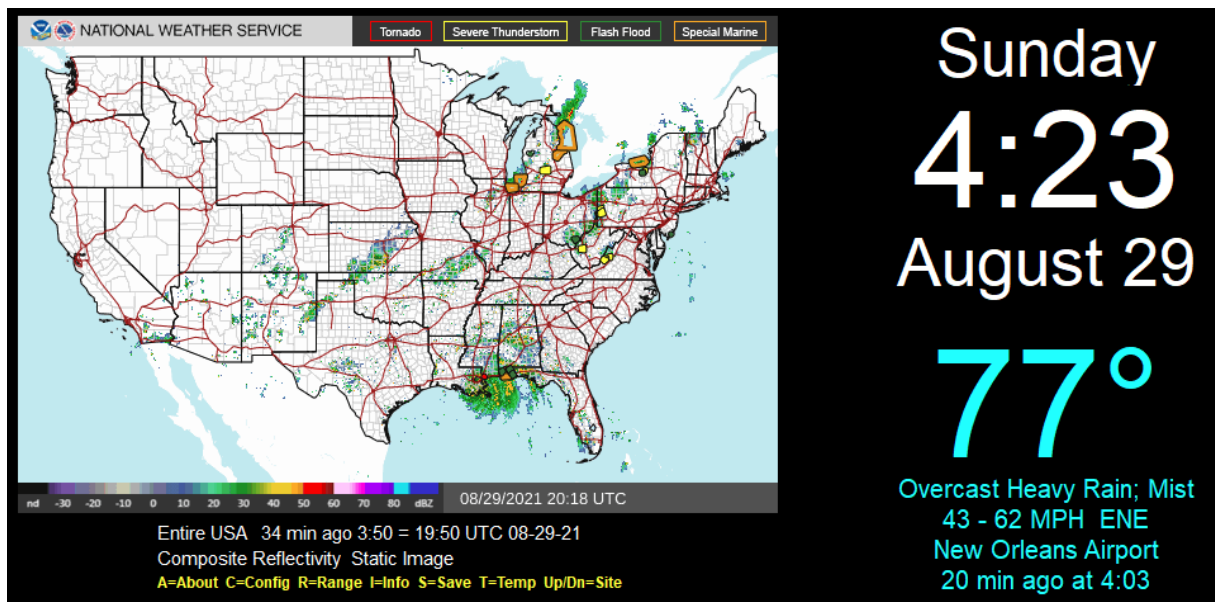 NATIONAL WEATHER SERVICE
Tornado
Severe Thunderstorm
Flash Flood
Special Marine
nd -30 -20 -10 0 10 20 30 40 50 60 70 80 dBZ
08/29/2021 20:18 UTC
Entire USA 34 min ago 3:50 = 19:50 UTC 08-29-21
Composite Reflectivity Static Image
A=About C=Config R=Range I=Info S=Save T=Temp Up/Dn=Site
Sunday
4:23
August 29
77°
Overcast Heavy Rain; Mist
43 - 62 MPH ENE
New Orleans Airport
20 min ago at 4:03